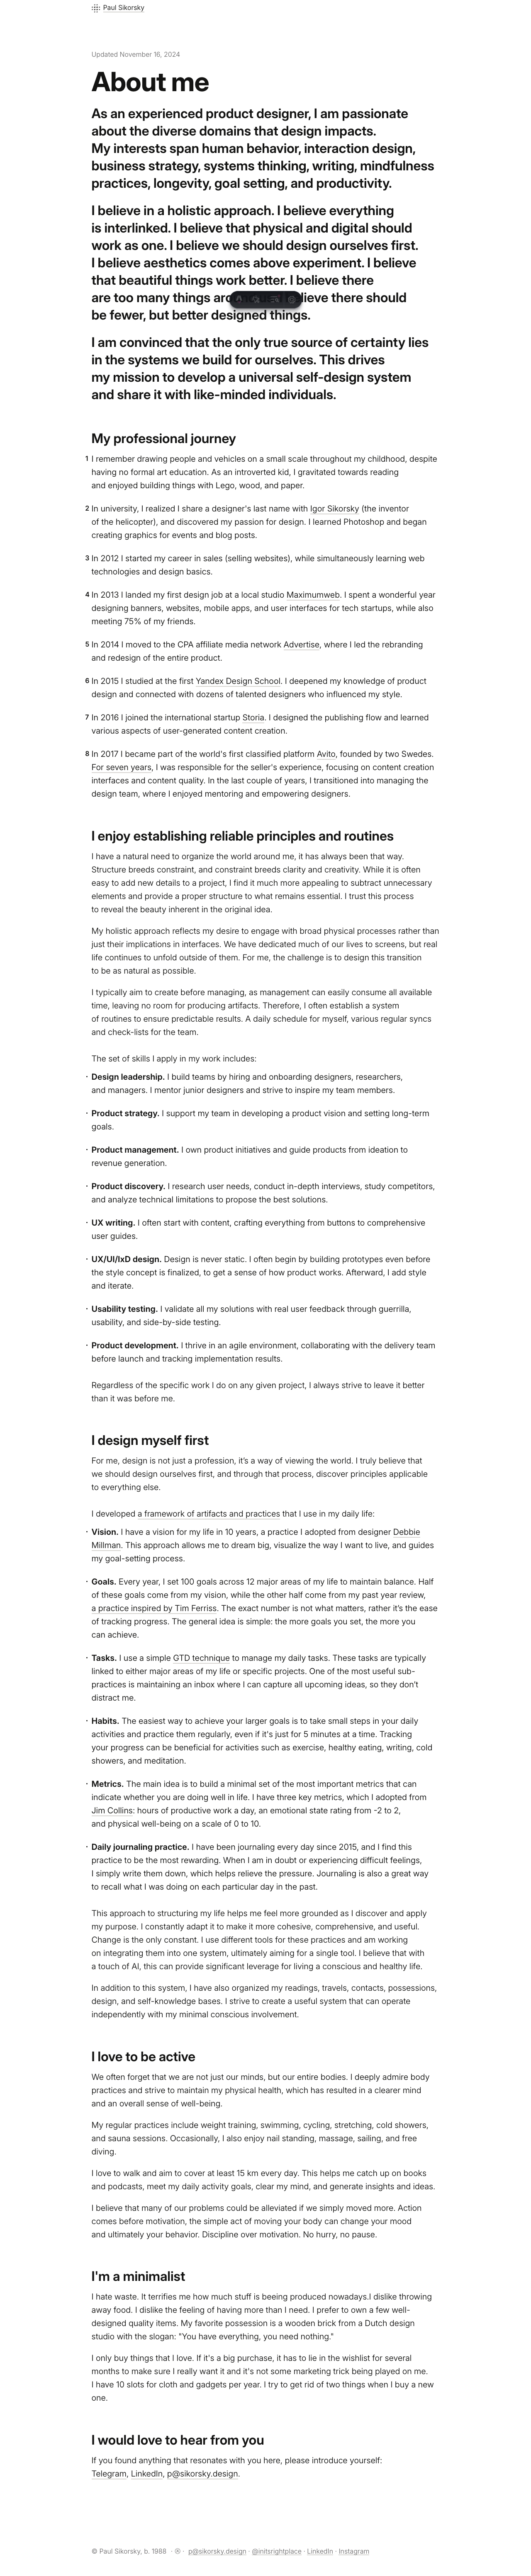 Paul Sikorsky
Updated November 16, 2024
About me
As an experienced product designer, I am passionate
about the diverse domains that design impacts.
My interests span human behavior, interaction design,
business strategy, systems thinking, writing, mindfulness
practices, longevity, goal setting, and productivity.
I believe in a holistic approach. I believe everything
is interlinked. I believe that physical and digital should
work as one. I believe we should design ourselves first.
I believe aesthetics comes above experiment. I believe
that beautiful things work better. I believe there
are too many things lieve there should
be fewer, but better designed things.
I am convinced that the only true source of certainty lies
in the systems we build for ourselves. This drives
my mission to develop a universal self-design system
and share it with like-minded individuals.
My professional journey
1 I remember drawing people and vehicles on a small scale throughout my childhood, despite
having no formal art education. As an introverted kid, I gravitated towards reading
and enjoyed building things with Lego, wood, and paper.
2 In university, I realized I share a designer's last name with Igor Sikorsky (the inventor
of the helicopter), and discovered my passion for design. I learned Photoshop and began
creating graphics for events and blog posts.
3 In 2012 I started my career in sales (selling websites), while simultaneously learning web
technologies and design basics.
4 In 2013 I landed my first design job at a local studio Maximumweb. I spent a wonderful year
designing banners, websites, mobile apps, and user interfaces for tech startups, while also
meeting 75% of my friends.
5 In 2014 I moved to the CPA affiliate media network Advertise, where I led the rebranding
and redesign of the entire product.
6 In 2015 I studied at the first Yandex Design School. I deepened my knowledge of product
design and connected with dozens of talented designers who influenced my style.
7 In 2016 I joined the international startup Storia. I designed the publishing flow and learned
various aspects of user-generated content creation.
8 In 2017 I became part of the world's first classified platform Avito, founded by two Swedes.
For seven years, I was responsible for the seller's experience, focusing on content creation
interfaces and content quality. In the last couple of years, I transitioned into managing the
design team, where I enjoyed mentoring and empowering designers.
I enjoy establishing reliable principles and routines
I have a natural need to organize the world around me, it has always been that way.
Structure breeds constraint, and constraint breeds clarity and creativity. While it is often
easy to add new details to a project, I find it much more appealing to subtract unnecessary
elements and provide a proper structure to what remains essential. I trust this process
to reveal the beauty inherent in the original idea.
My holistic approach reflects my desire to engage with broad physical processes rather than
just their implications in interfaces. We have dedicated much of our lives to screens, but real
life continues to unfold outside of them. For me, the challenge is to design this transition
to be as natural as possible.
I typically aim to create before managing, as management can easily consume all available
time, leaving no room for producing artifacts. Therefore, I often establish a system
of routines to ensure predictable results. A daily schedule for myself, various regular syncs
and check-lists for the team.
The set of skills I apply in my work includes:
· Design leadership. I build teams by hiring and onboarding designers, researchers,
and managers. I mentor junior designers and strive to inspire my team members.
· Product strategy. I support my team in developing a product vision and setting long-term
goals.
· Product management. I own product initiatives and guide products from ideation to
revenue generation.
· Product discovery. I research user needs, conduct in-depth interviews, study competitors,
and analyze technical limitations to propose the best solutions.
· UX writing. I often start with content, crafting everything from buttons to comprehensive
user guides.
· UX/UI/IxD design. Design is never static. I often begin by building prototypes even before
the style concept is finalized, to get a sense of how product works. Afterward, I add style
and iterate.
· Usability testing. I validate all my solutions with real user feedback through guerrilla,
usability, and side-by-side testing.
· Product development. I thrive in an agile environment, collaborating with the delivery team
before launch and tracking implementation results.
Regardless of the specific work I do on any given project, I always strive to leave it better
than it was before me.
I design myself first
For me, design is not just a profession, it's a way of viewing the world. I truly believe that
we should design ourselves first, and through that process, discover principles applicable
to everything else.
I developed a framework of artifacts and practices that I use in my daily life:
· Vision. I have a vision for my life in 10 years, a practice I adopted from designer Debbie
Millman. This approach allows me to dream big, visualize the way I want to live, and guides
my goal-setting process.
· Goals. Every year, I set 100 goals across 12 major areas of my life to maintain balance. Half
of these goals come from my vision, while the other half come from my past year review,
a practice inspired by Tim Ferriss. The exact number is not what matters, rather it's the ease
of tracking progress. The general idea is simple: the more goals you set, the more you
can achieve.
· Tasks. I use a simple GTD technique to manage my daily tasks. These tasks are typically
linked to either major areas of my life or specific projects. One of the most useful sub-
practices is maintaining an inbox where I can capture all upcoming ideas, so they don't
distract me.
· Habits. The easiest way to achieve your larger goals is to take small steps in your daily
activities and practice them regularly, even if it's just for 5 minutes at a time. Tracking
your progress can be beneficial for activities such as exercise, healthy eating, writing, cold
showers, and meditation.
· Metrics. The main idea is to build a minimal set of the most important metrics that can
indicate whether you are doing well in life. I have three key metrics, which I adopted from
Jim Collins: hours of productive work a day, an emotional state rating from -2 to 2,
and physical well-being on a scale of 0 to 10.
· Daily journaling practice. I have been journaling every day since 2015, and I find this
practice to be the most rewarding. When I am in doubt or experiencing difficult feelings,
I simply write them down, which helps relieve the pressure. Journaling is also a great way
to recall what I was doing on each particular day in the past.
This approach to structuring my life helps me feel more grounded as I discover and apply
my purpose. I constantly adapt it to make it more cohesive, comprehensive, and useful.
Change is the only constant. I use different tools for these practices and am working
on integrating them into one system, ultimately aiming for a single tool. I believe that with
a touch of AI, this can provide significant leverage for living a conscious and healthy life.
In addition to this system, I have also organized my readings, travels, contacts, possessions,
design, and self-knowledge bases. I strive to create a useful system that can operate
independently with my minimal conscious involvement.
I love to be active
We often forget that we are not just our minds, but our entire bodies. I deeply admire body
practices and strive to maintain my physical health, which has resulted in a clearer mind
and an overall sense of well-being.
My regular practices include weight training, swimming, cycling, stretching, cold showers,
and sauna sessions. Occasionally, I also enjoy nail standing, massage, sailing, and free
diving.
I love to walk and aim to cover at least 15 km every day. This helps me catch up on books
and podcasts, meet my daily activity goals, clear my mind, and generate insights and ideas.
I believe that many of our problems could be alleviated if we simply moved more. Action
comes before motivation, the simple act of moving your body can change your mood
and ultimately your behavior. Discipline over motivation. No hurry, no pause.
I'm a minimalist
I hate waste. It terrifies me how much stuff is beeing produced nowadays.I dislike throwing
away food. I dislike the feeling of having more than I need. I prefer to own a few well-
designed quality items. My favorite possession is a wooden brick from a Dutch design
studio with the slogan: "You have everything, you need nothing."
I only buy things that I love. If it's a big purchase, it has to lie in the wishlist for several
months to make sure I really want it and it's not some marketing trick being played on me.
I have 10 slots for cloth and gadgets per year. I try to get rid of two things when I buy a new
one.
I would love to hear from you
If you found anything that resonates with you here, please introduce yourself:
Telegram, LinkedIn, p@sikorsky.design.
© Paul Sikorsky, b. 1988 · · p@sikorsky.design · @initsrightplace · LinkedIn · Instagram